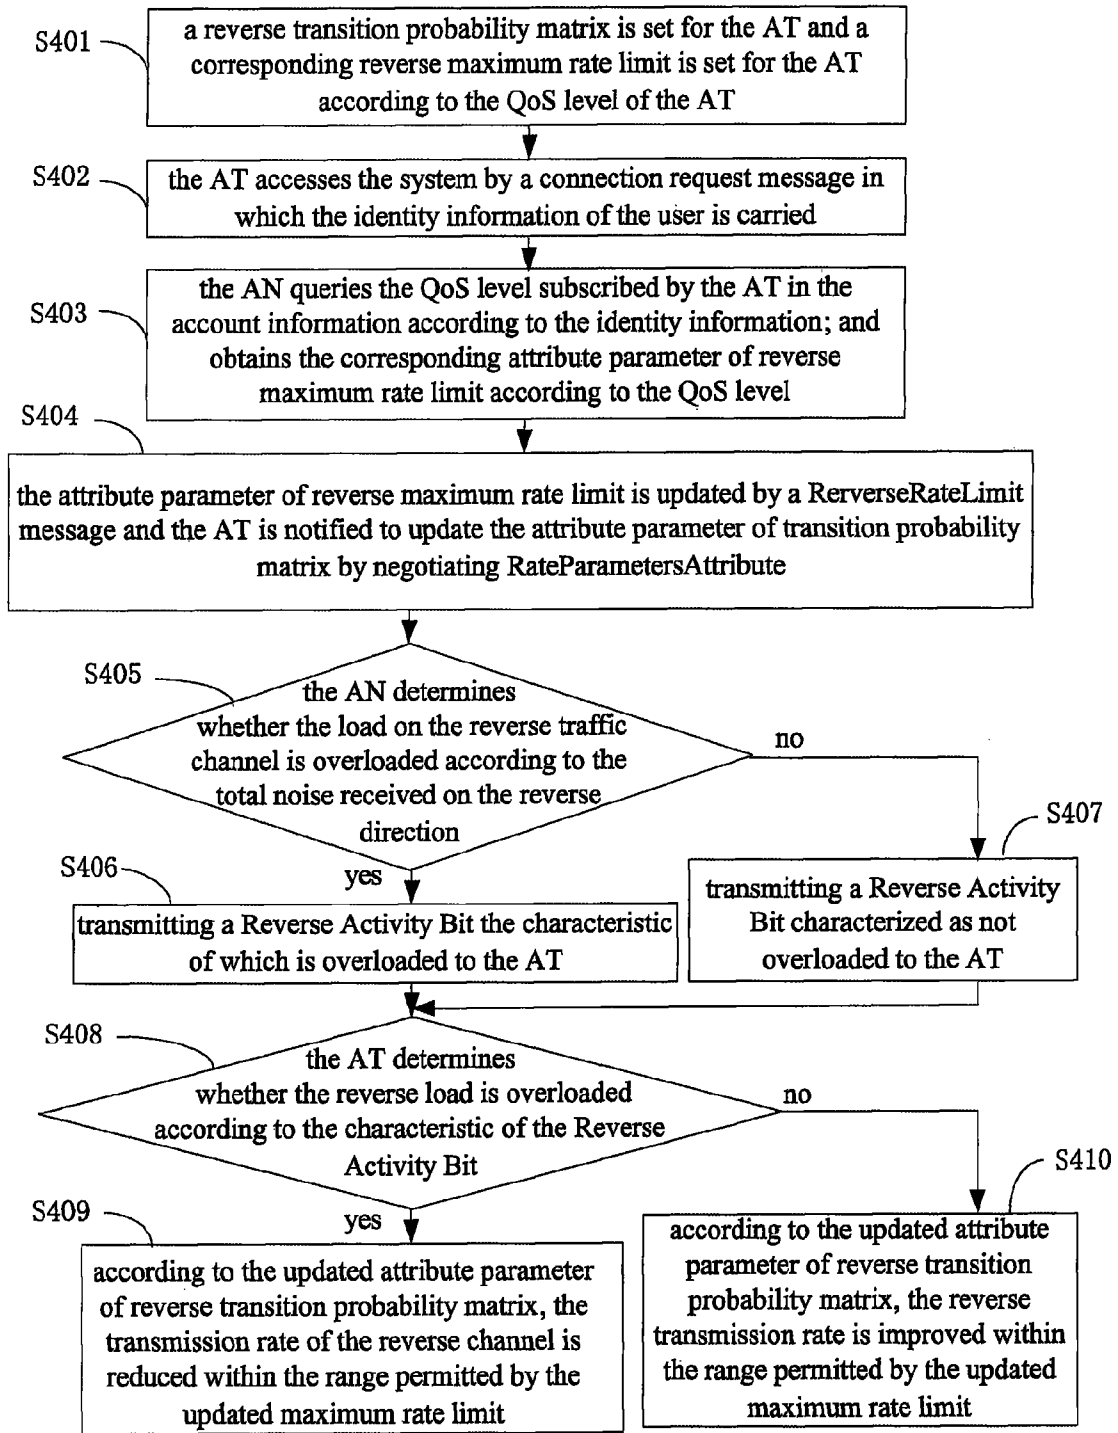 S401
a reverse transition probability matrix is set for the AT and a
corresponding reverse maximum rate limit is set for the AT
according to the QoS level of the AT
S402
the AT accesses the system by a connection request message in
which the identity information of the user is carried
S403
the AN queries the QoS level subscribed by the AT in the
account information according to the identity information; and
obtains the corresponding attribute parameter of reverse
maximum rate limit according to the QoS level
S404
the attribute parameter of reverse maximum rate limit is updated by a RerverseRateLimit
message and the AT is notified to update the attribute parameter of transition probability
matrix by negotiating RateParametersAttribute
S405
the AN determines
whether the load on the reverse traffic
channel is overloaded according to the
total noise received on the reverse
direction
no
yes
S406
transmitting a Reverse Activity Bit the characteristic
of which is overloaded to the AT
S407
transmitting a Reverse Activity
Bit characterized as not
overloaded to the AT
S408
the AT determines
whether the reverse load is overloaded
according to the characteristic of the Reverse
Activity Bit
no
yes
S409
according to the updated attribute parameter
of reverse transition probability matrix, the
transmission rate of the reverse channel is
reduced within the range permitted by the
updated maximum rate limit
S410
according to the updated attribute
parameter of reverse transition
probability matrix, the reverse
transmission rate is improved within
the range permitted by the updated
maximum rate limit